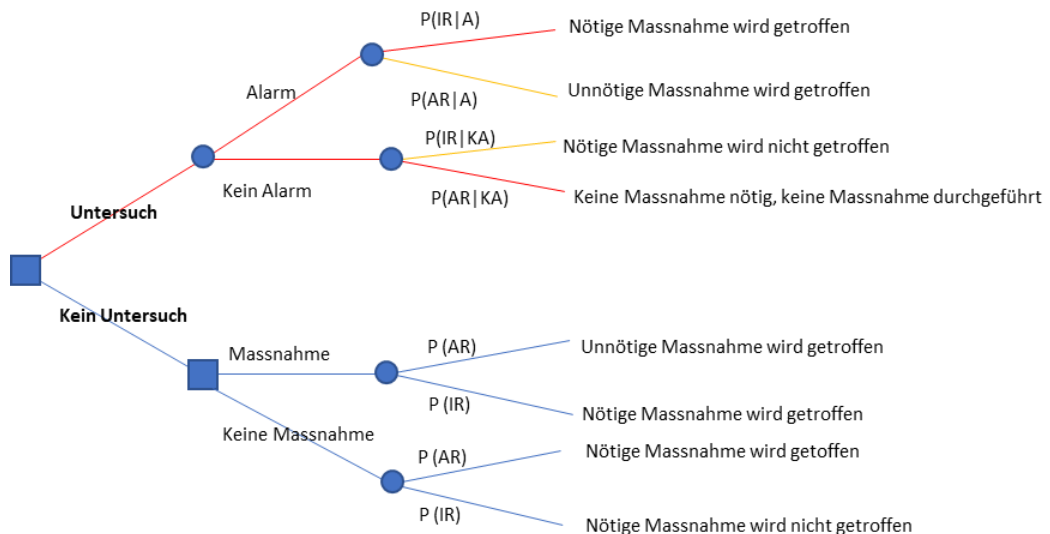 P(IR|A)
Nötige Massnahme wird getroffen
Alarm
Unnötige Massnahme wird getroffen
P(AR|A)
P(IR|KA)
Nötige Massnahme wird nicht getroffen
Kein Alarm
P(AR|KA)
Keine Massnahme nötig, keine Massnahme durchgeführt
Untersuch
Kein Untersuch
Massnahme
P (AR)
Unnötige Massnahme wird getroffen
P (IR)
Nötige Massnahme wird getroffen
Keine Massnahme
P (AR)
Nötige Massnahme wird getoffen
P (IR)
Nötige Massnahme wird nicht getroffen